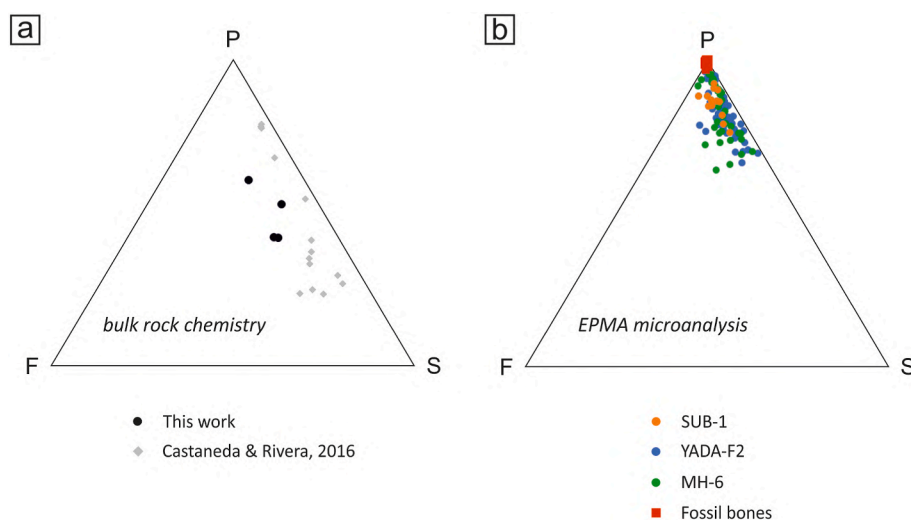 a
P
F
S
bulk rock chemistry
This work
Castaneda & Rivera, 2016
b
P
F
S
EPMA microanalysis
SUB-1
YADA-F2
MH-6
Fossil bones